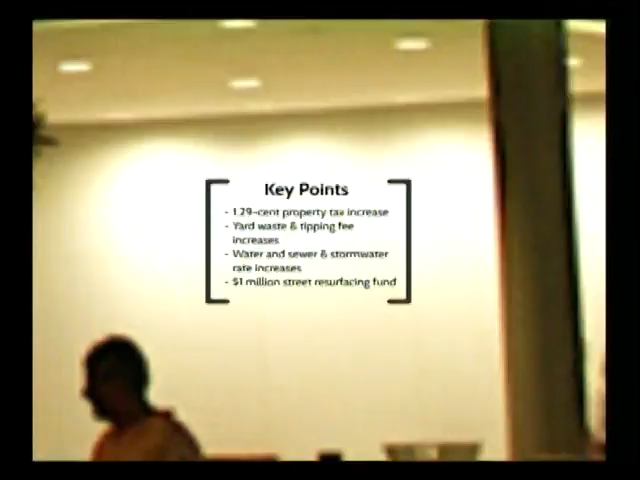 Key Points
- 1.29-cent property tax increase
- Yard waste & tipping fee
increases
- Water and sewer & stormwater
rate increases
- $1 million street resurfacing fund